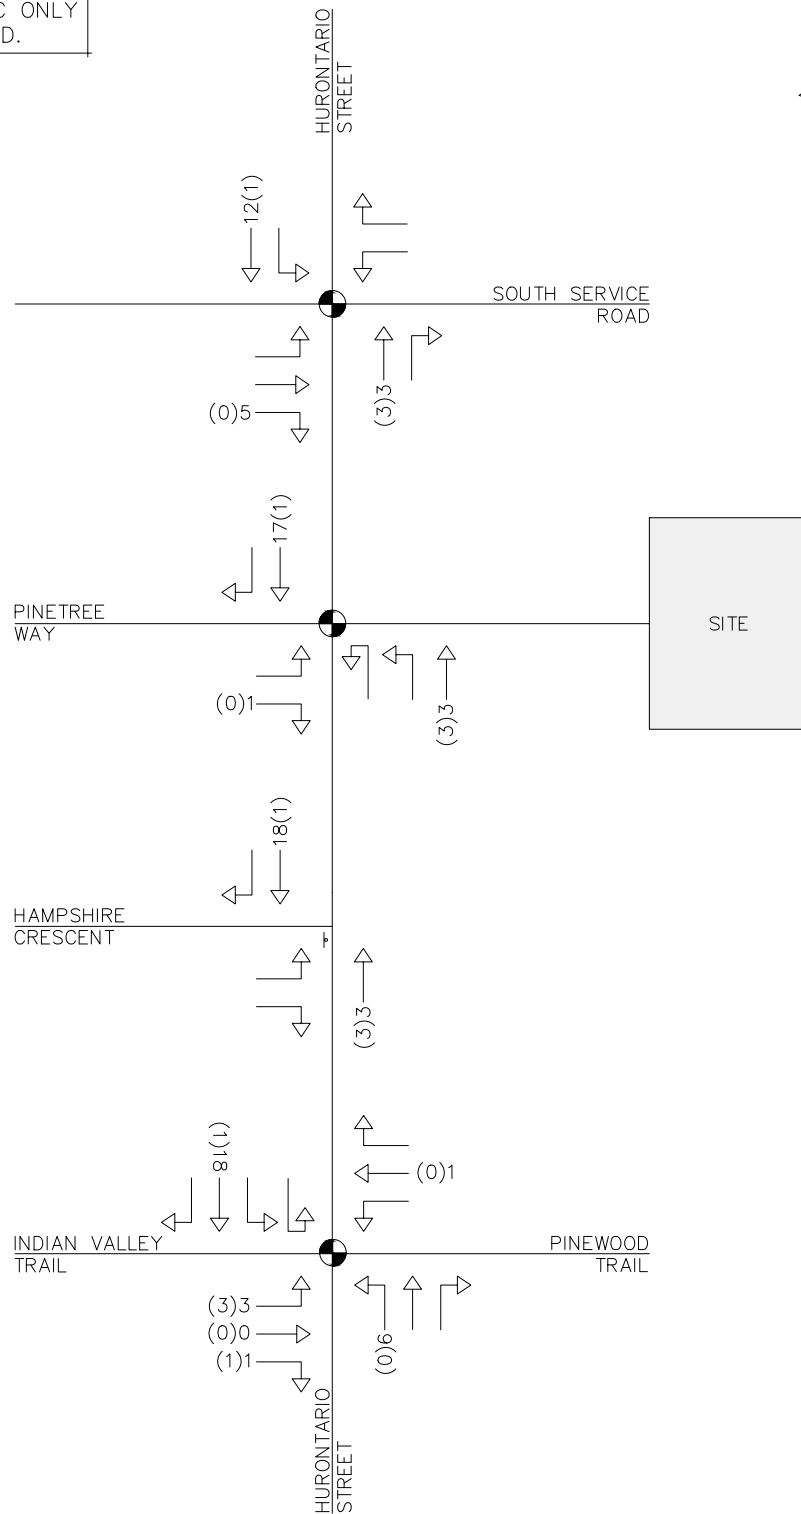 C ONLY
D.
HURONTARIO
STREET
12(1)
SOUTH SERVICE
ROAD
(0)5
(3)3
17(1)
PINETREE
WAY
SITE
(0)1
(3)3
18(1)
HAMPSHIRE
CRESCENT
(3)3
(1)18
(0)1
INDIAN VALLEY
TRAIL
PINEWOOD
TRAIL
(3)3
(0)0
(1)1
(0)6
HURONTARIO
STREET